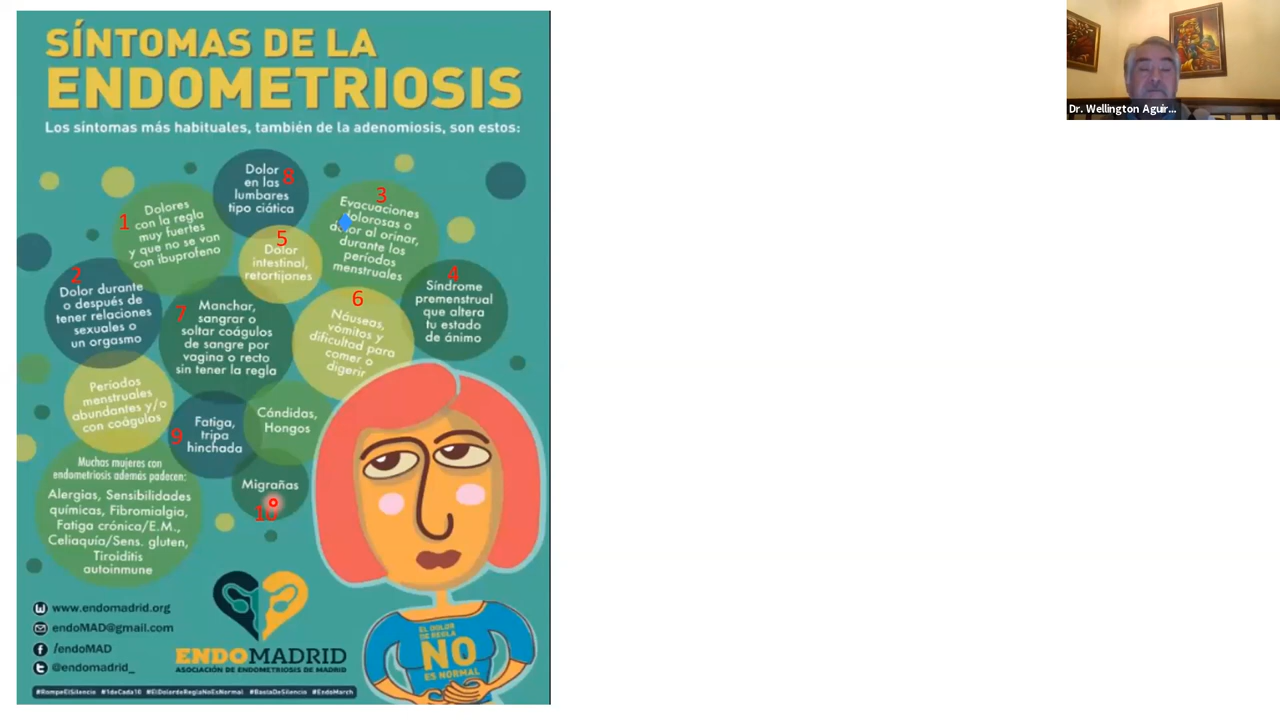 SÍNTOMAS DE LA
ENDOMETRIOSIS
Los síntomas más habituales, también de la adenomiosis, son estos:
1
Dolores
con la regla
muy fuertes
y que no se van
con ibuprofeno
8
Dolor
en las
lumbares
tipo ciática
3
Evacuaciones
dolorosas o
dolor al orinar,
durante los
períodos
menstruales
5
Dolor
intestinal,
retortijones
2
Dolor durante
o después de
tener relaciones
sexuales o
un orgasmo
7
Manchar,
sangrar o
soltar coágulos
de sangre por
vagina o recto
sin tener la regla
6
Náuseas,
vómitos y
dificultad para
comer o
digerir
4
Síndrome
premenstrual
que altera
tu estado
de ánimo
Períodos
menstruales
abundantes y/o
con coágulos
9
Fatiga,
tripa
hinchada
Cándidas,
Hongos
Migrañas
10
Muchas mujeres con
endometriosis además padecen:
Alergias, Sensibilidades
químicas, Fibromialgia,
Fatiga crónica/E.M.,
Celiaquía/Sens. gluten,
Tiroiditis
autoinmune
www.endomadrid.org
endoMAD@gmail.com
/endoMAD
@endomadrid_
ENDOMADRID
ASOCIACIÓN DE ENDOMETRIOSIS DE MADRID
EL DOLOR
DE REGLA
NO
ES NORMAL
#RompeElSilencio #1deCada10 #ElDolordeReglaNoEsNormal #BastaDeSilencio #EndoMarch
Dr. Wellington Aguir...